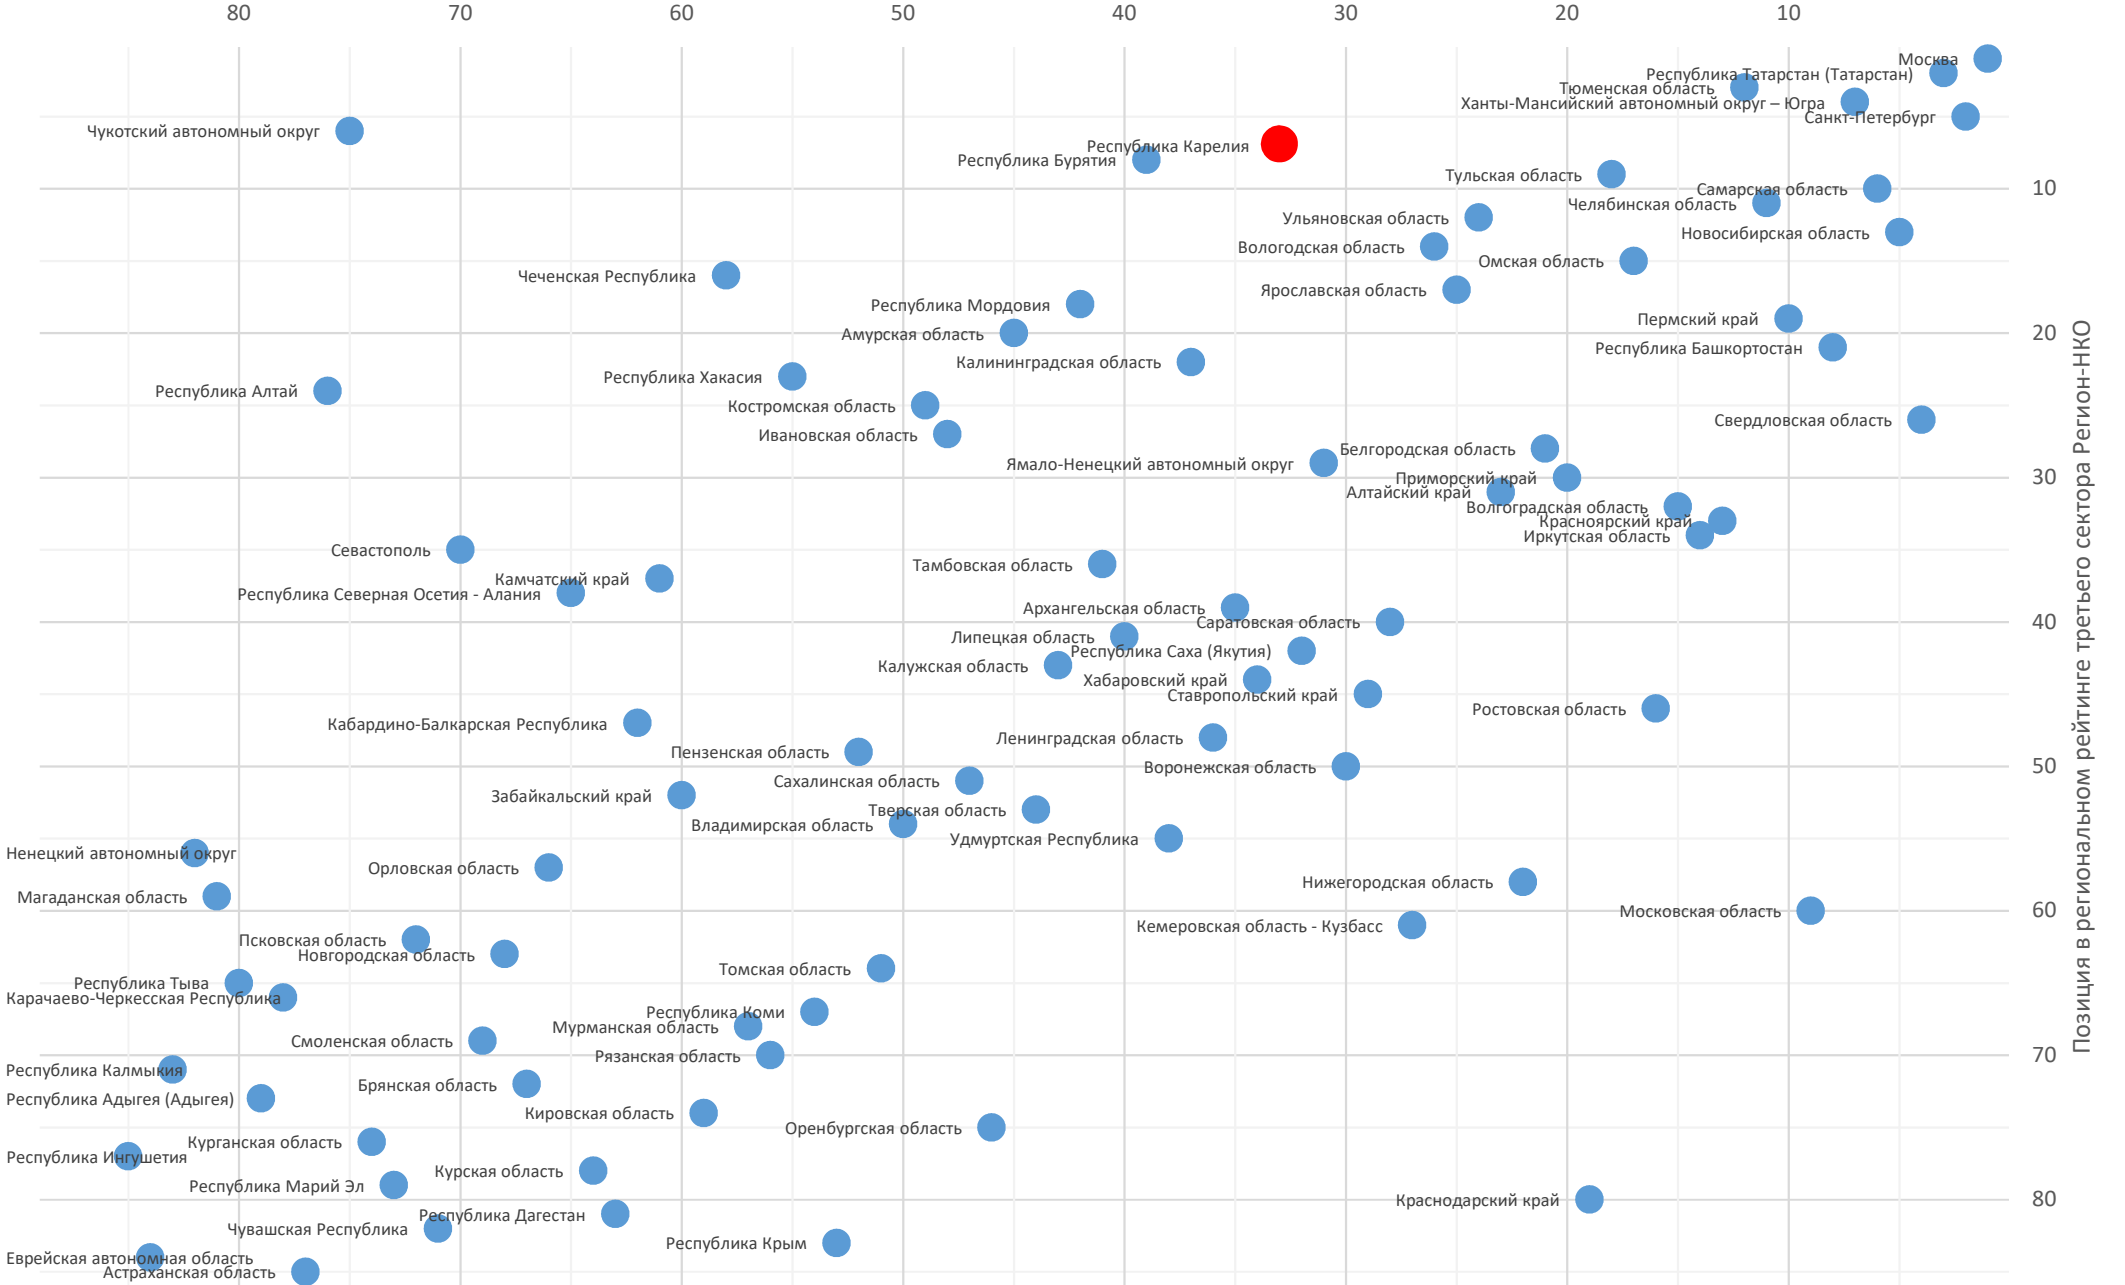 80 70 60 50 40 30 20 10
Москва
Республика Татарстан (Татарстан)
Тюменская область
Ханты-Мансийский автономный округ – Югра
Санкт-Петербург
Чукотский автономный округ
Республика Карелия
Республика Бурятия
Тульская область
Самарская область
10
Челябинская область
Ульяновская область
Новосибирская область
Вологодская область
Омская область
Чеченская Республика
Ярославская область
Республика Мордовия
Пермский край
Амурская область
20
Республика Башкортостан
Калининградская область
Республика Хакасия
Республика Алтай
Костромская область
Свердловская область
Ивановская область
Белгородская область
Ямало-Ненецкий автономный округ
Приморский край
30
Алтайский край
Волгоградская область
Красноярский край
Иркутская область
Севастополь
Тамбовская область
Камчатский край
Республика Северная Осетия - Алания
Архангельская область
Саратовская область
40
Липецкая область
Республика Саха (Якутия)
Калужская область
Хабаровский край
Ставропольский край
Ростовская область
Кабардино-Балкарская Республика
Ленинградская область
Пензенская область
Воронежская область
50
Сахалинская область
Забайкальский край
Тверская область
Владимирская область
Удмуртская Республика
Ненецкий автономный округ
Орловская область
Нижегородская область
Магаданская область
Московская область
60
Кемеровская область - Кузбасс
Псковская область
Новгородская область
Томская область
Республика Тыва
Карачаево-Черкесская Республика
Республика Коми
Мурманская область
Смоленская область
Рязанская область
70
Республика Калмыкия
Брянская область
Республика Адыгея (Адыгея)
Кировская область
Оренбургская область
Курганская область
Республика Ингушетия
Курская область
Республика Марий Эл
Краснодарский край
80
Республика Дагестан
Чувашская Республика
Республика Крым
Еврейская автономная область
Астраханская область
Позиция в региональном рейтинге третьего сектора Регион-НКО